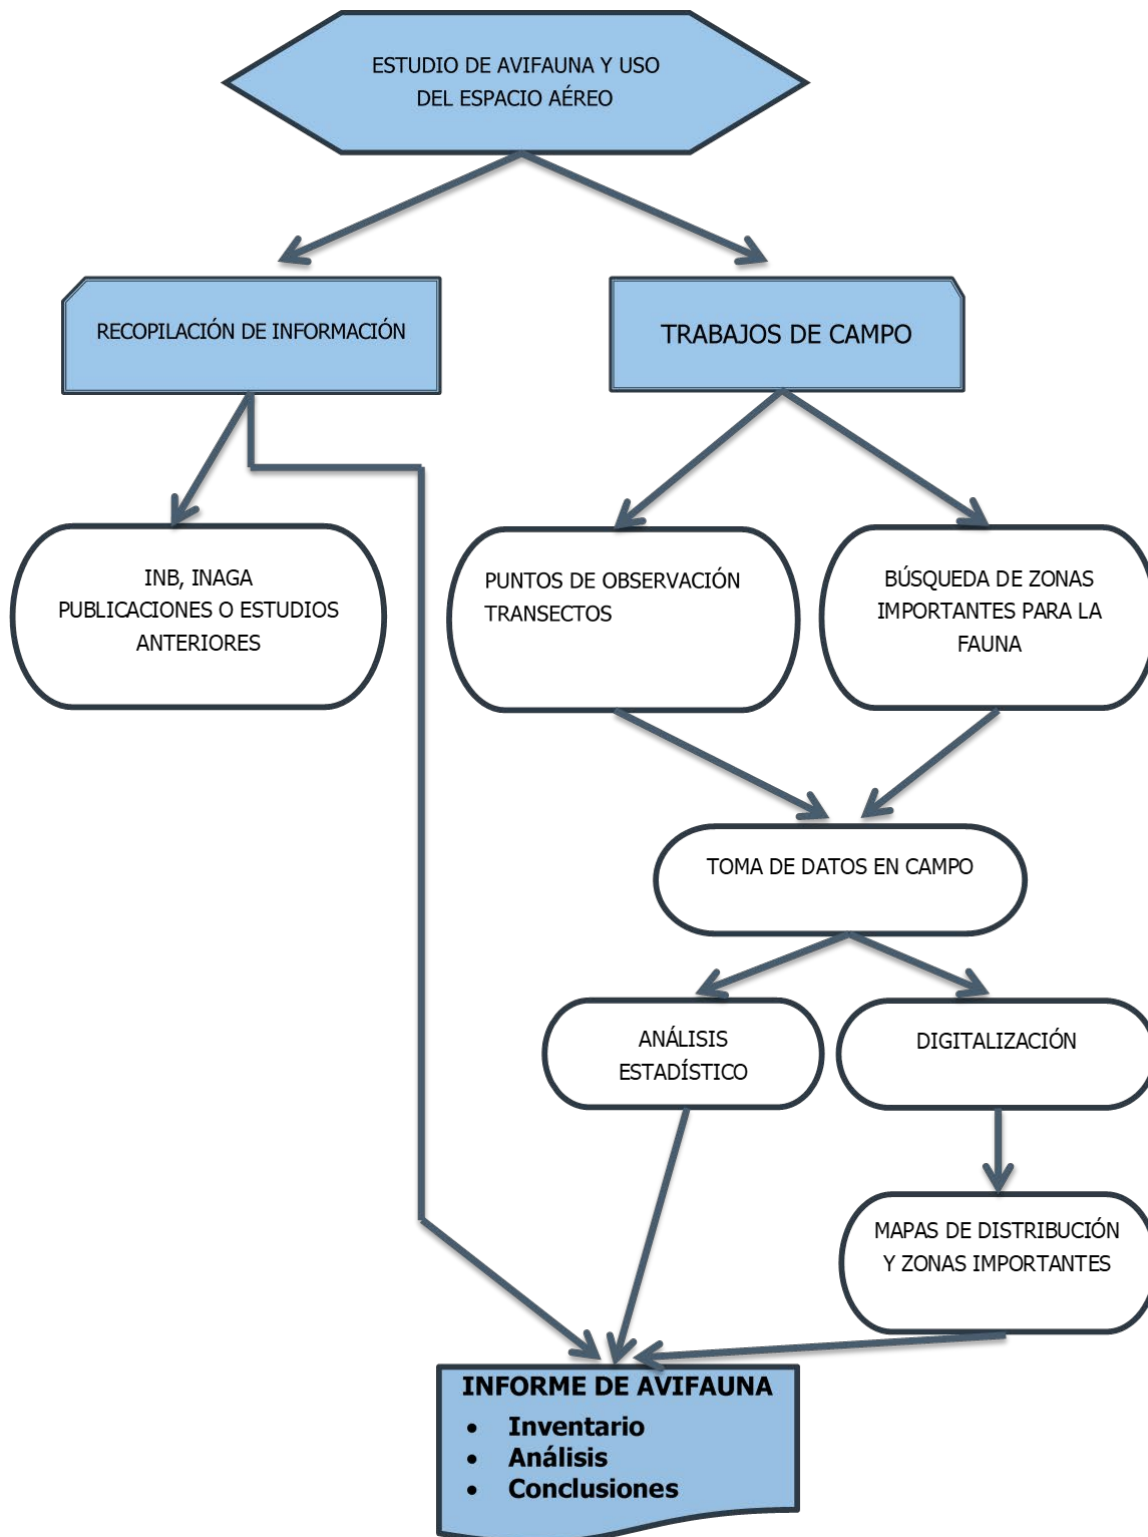 ESTUDIO DE AVIFAUNA Y USO
DEL ESPACIO AÉREO
RECOPILACIÓN DE INFORMACIÓN
TRABAJOS DE CAMPO
INB, INAGA
PUBLICACIONES O ESTUDIOS
ANTERIORES
PUNTOS DE OBSERVACIÓN
TRANSECTOS
BÚSQUEDA DE ZONAS
IMPORTANTES PARA LA
FAUNA
TOMA DE DATOS EN CAMPO
ANÁLISIS
ESTADÍSTICO
DIGITALIZACIÓN
MAPAS DE DISTRIBUCIÓN
Y ZONAS IMPORTANTES
INFORME DE AVIFAUNA
• Inventario
• Análisis
• Conclusiones